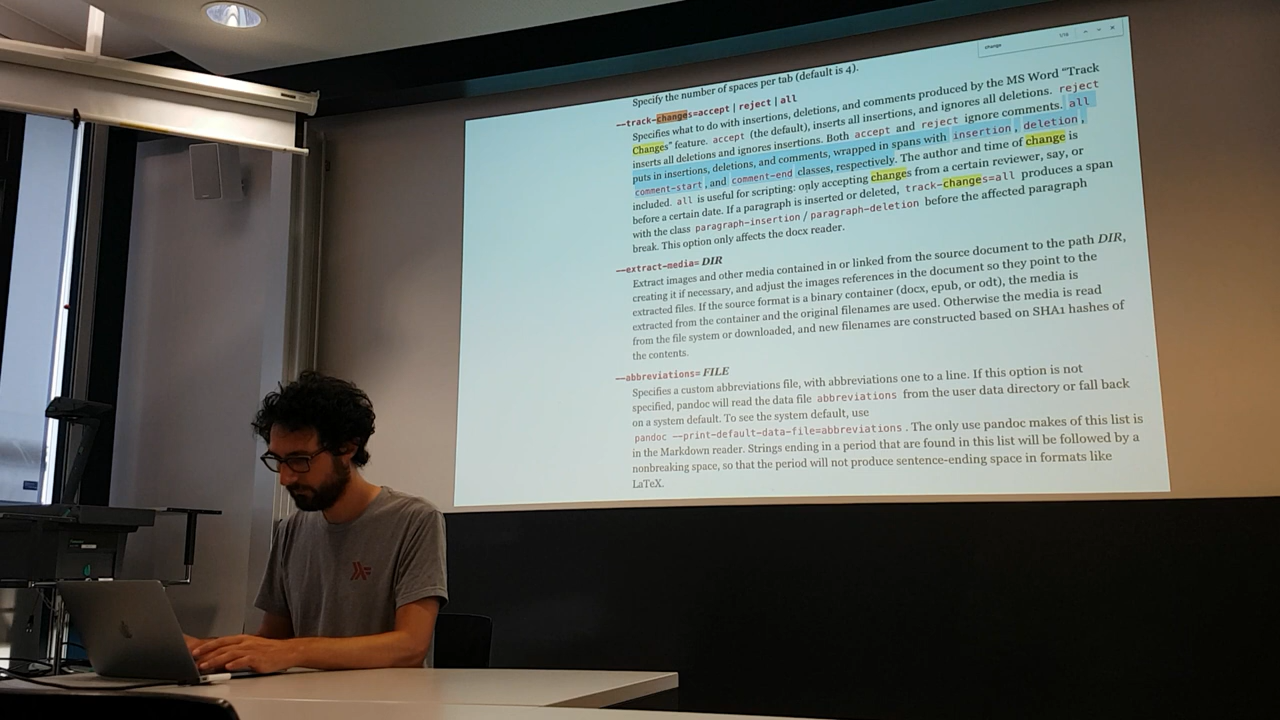 change 1/19
Specify the number of spaces per tab (default is 4).
--track-changes=accept | reject | all
Specifies what to do with insertions, deletions, and comments produced by the MS Word “Track
Changes” feature. accept (the default), inserts all insertions, and ignores all deletions. reject
inserts all deletions and ignores insertions. Both accept and reject ignore comments. all
puts in insertions, deletions, and comments, wrapped in spans with insertion, deletion,
comment-start, and comment-end classes, respectively. The author and time of change is
included. all is useful for scripting: only accepting changes from a certain reviewer, say, or
before a certain date. If a paragraph is inserted or deleted, track-changes=all produces a span
with the class paragraph-insertion/paragraph-deletion before the affected paragraph
break. This option only affects the docx reader.
--extract-media=DIR
Extract images and other media contained in or linked from the source document to the path DIR,
creating it if necessary, and adjust the images references in the document so they point to the
extracted files. If the source format is a binary container (docx, epub, or odt), the media is
extracted from the container and the original filenames are used. Otherwise the media is read
from the file system or downloaded, and new filenames are constructed based on SHA1 hashes of
the contents.
--abbreviations=FILE
Specifies a custom abbreviations file, with abbreviations one to a line. If this option is not
specified, pandoc will read the data file abbreviations from the user data directory or fall back
on a system default. To see the system default, use
pandoc --print-default-data-file=abbreviations. The only use pandoc makes of this list is
in the Markdown reader. Strings ending in a period that are found in this list will be followed by a
nonbreaking space, so that the period will not produce sentence-ending space in formats like
LaTeX.